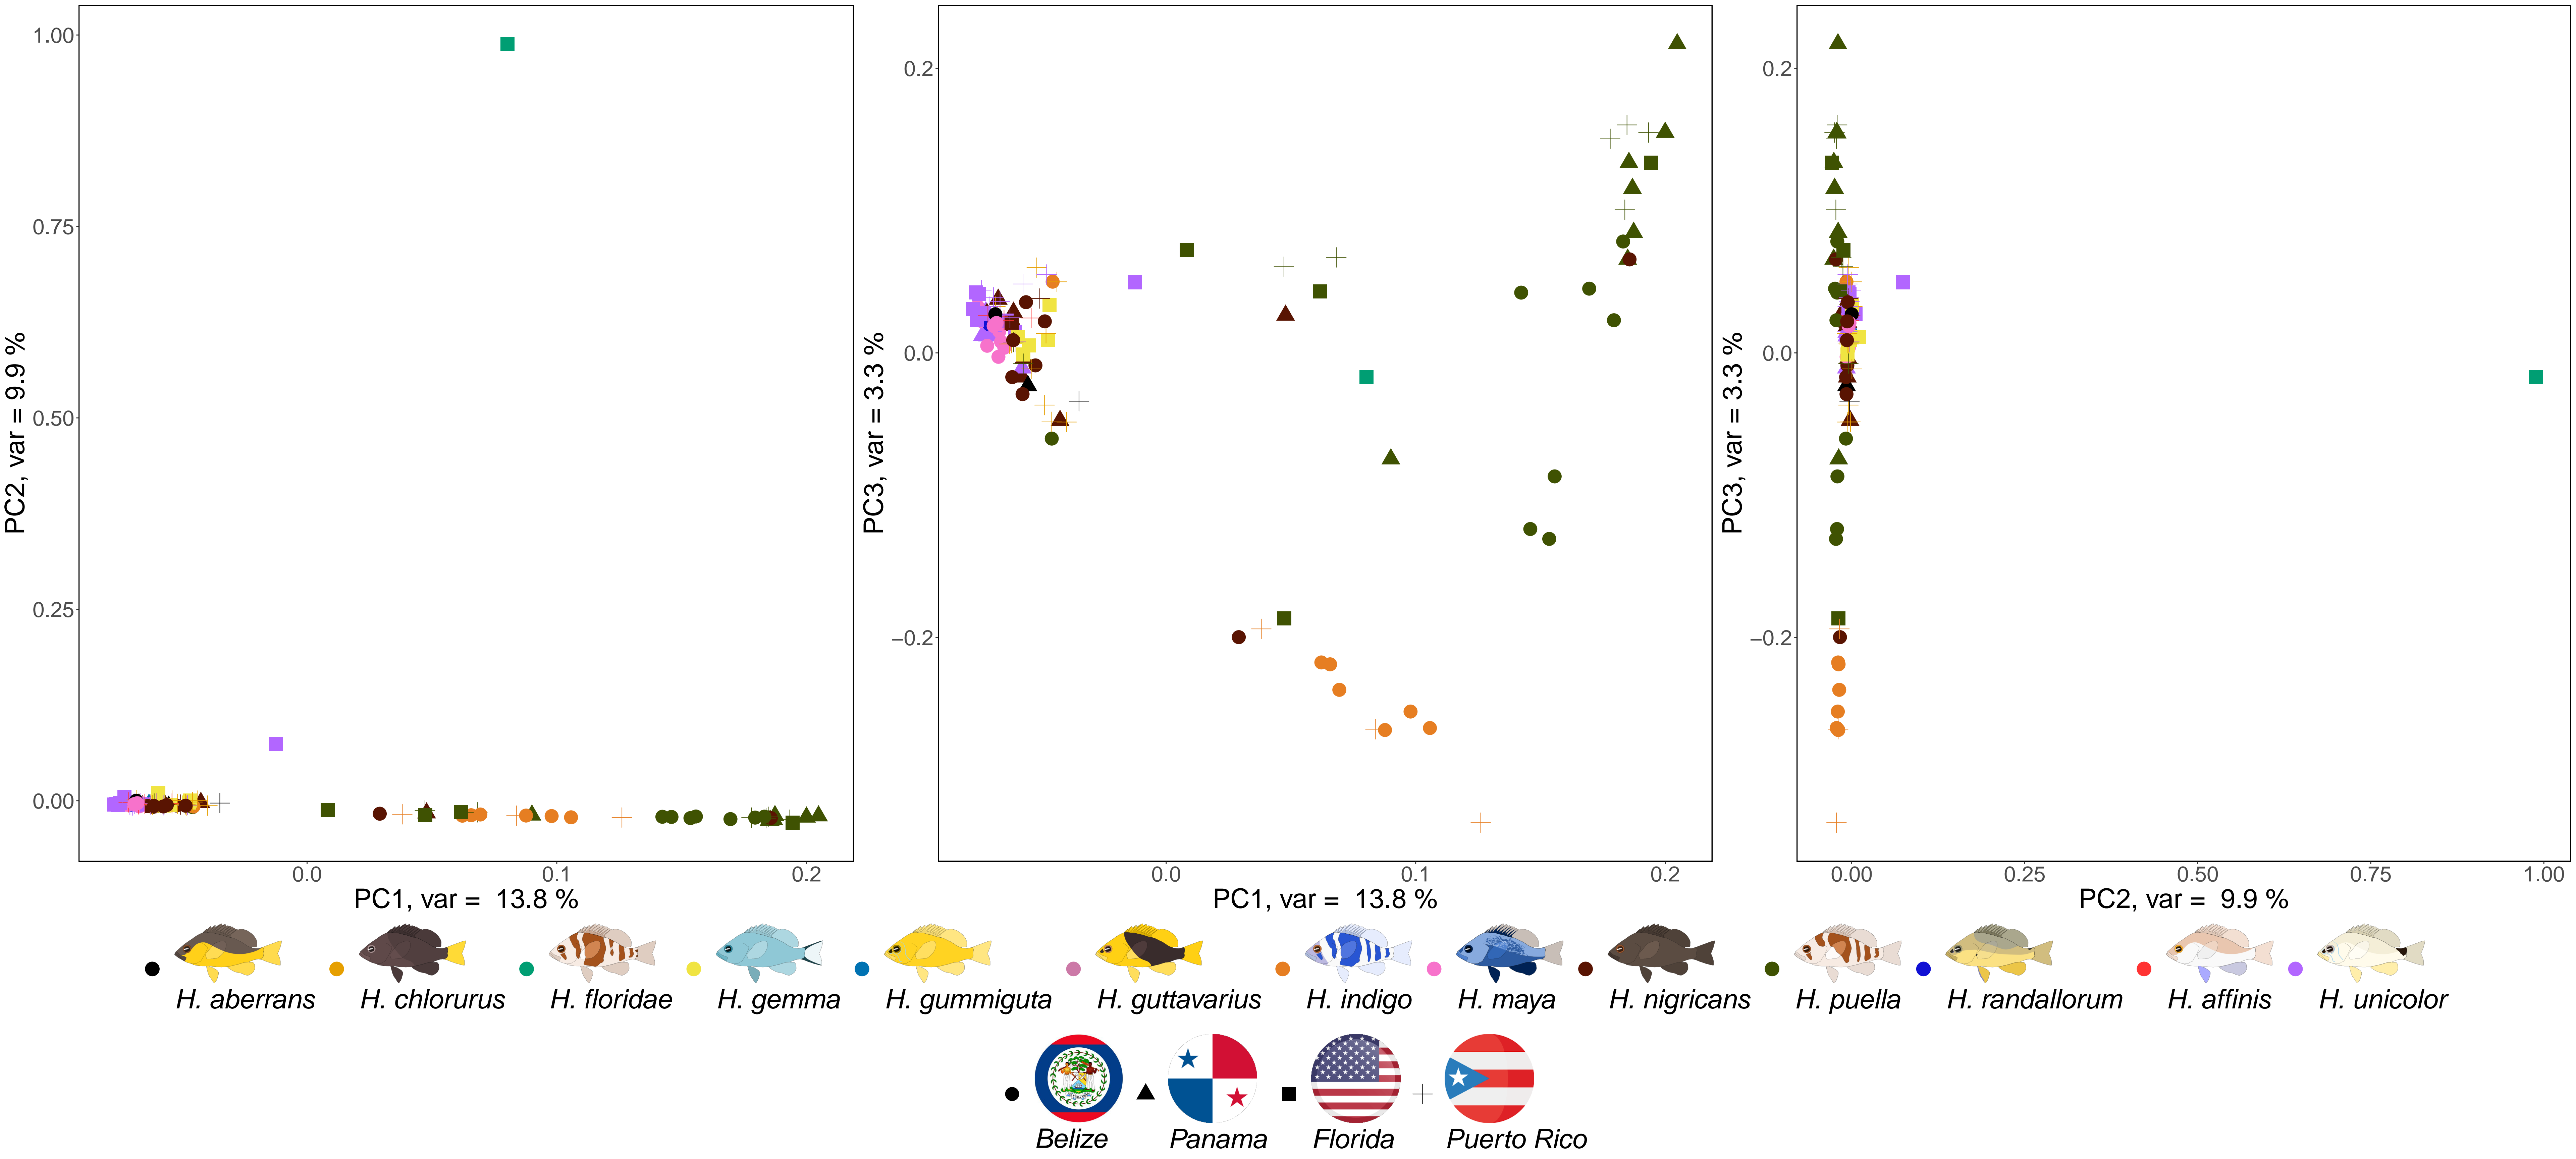 1.00
0.75
0.50
0.25
0.00
PC2, var = 9.9 %
0.0
0.1
0.2
PC1, var = 13.8 %
0.2
0.0
−0.2
PC3, var = 3.3 %
0.0
0.1
0.2
PC1, var = 13.8 %
0.2
0.0
−0.2
PC3, var = 3.3 %
0.00
0.25
0.50
0.75
1.00
PC2, var = 9.9 %
H. aberrans
H. chlorurus
H. floridae
H. gemma
H. gummiguta
H. guttavarius
H. indigo
H. maya
H. nigricans
H. puella
H. randallorum
H. affinis
H. unicolor
Belize
Panama
Florida
Puerto Rico